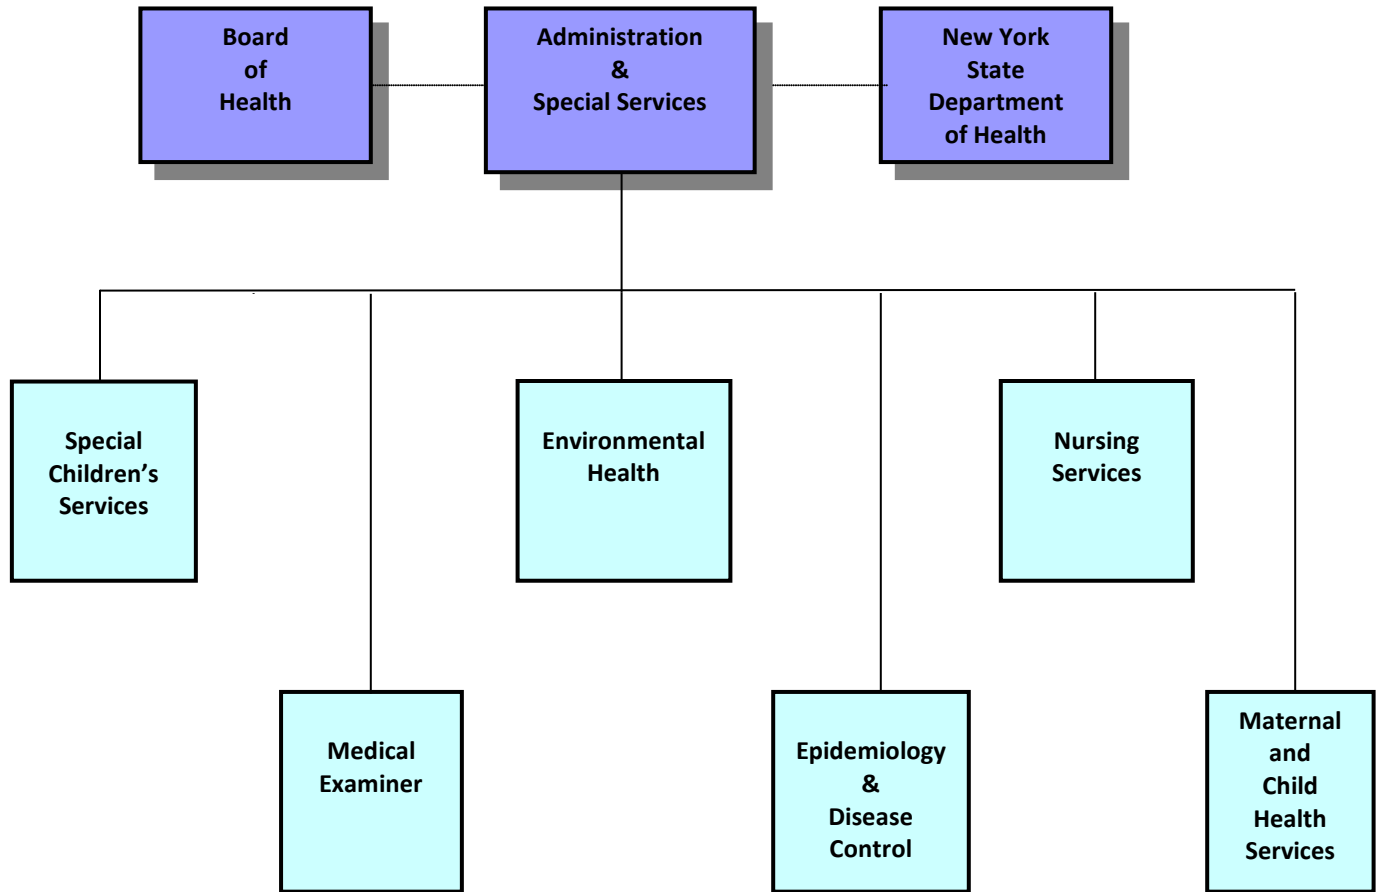 Board
of
Health
Administration
&
Special Services
New York
State
Department
of Health
Special
Children’s
Services
Environmental
Health
Nursing
Services
Medical
Examiner
Epidemiology
&
Disease
Control
Maternal
and
Child
Health
Services